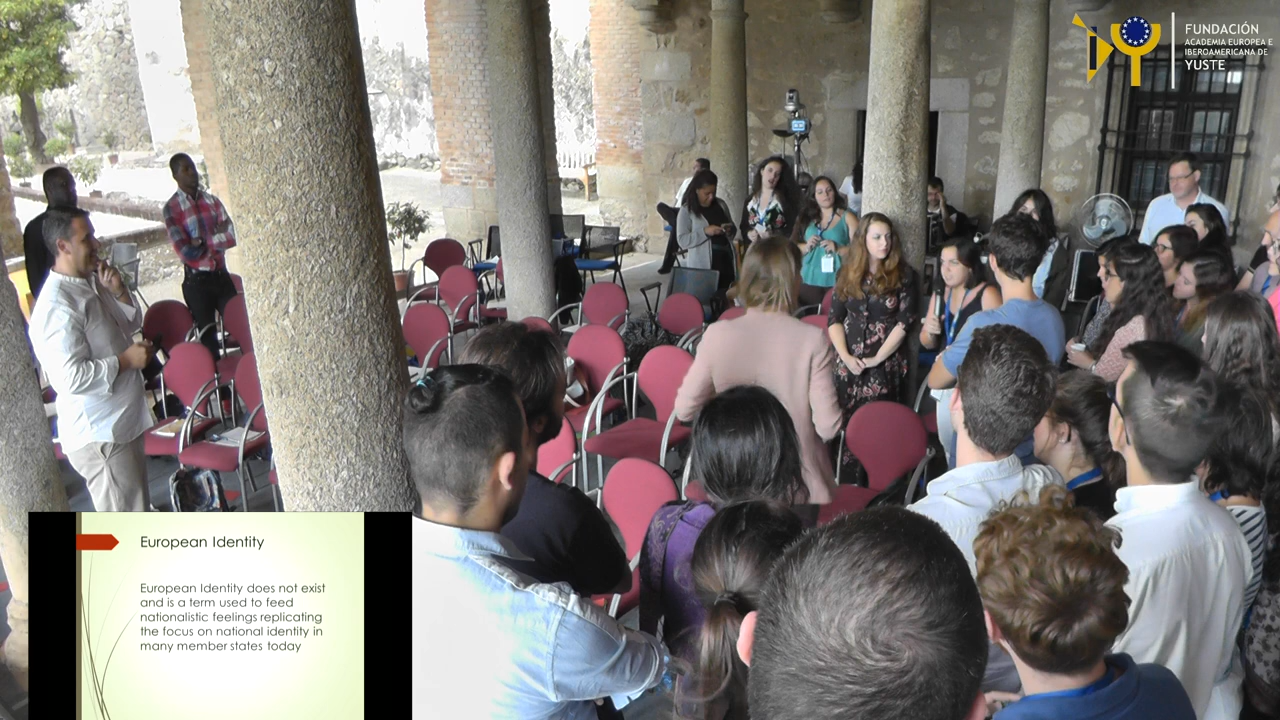 FUNDACIÓN
ACADEMIA EUROPEA E
IBEROAMERICANA DE
YUSTE
European Identity
European Identity does not exist
and is a term used to feed
nationalistic feelings replicating
the focus on national identity in
many member states today